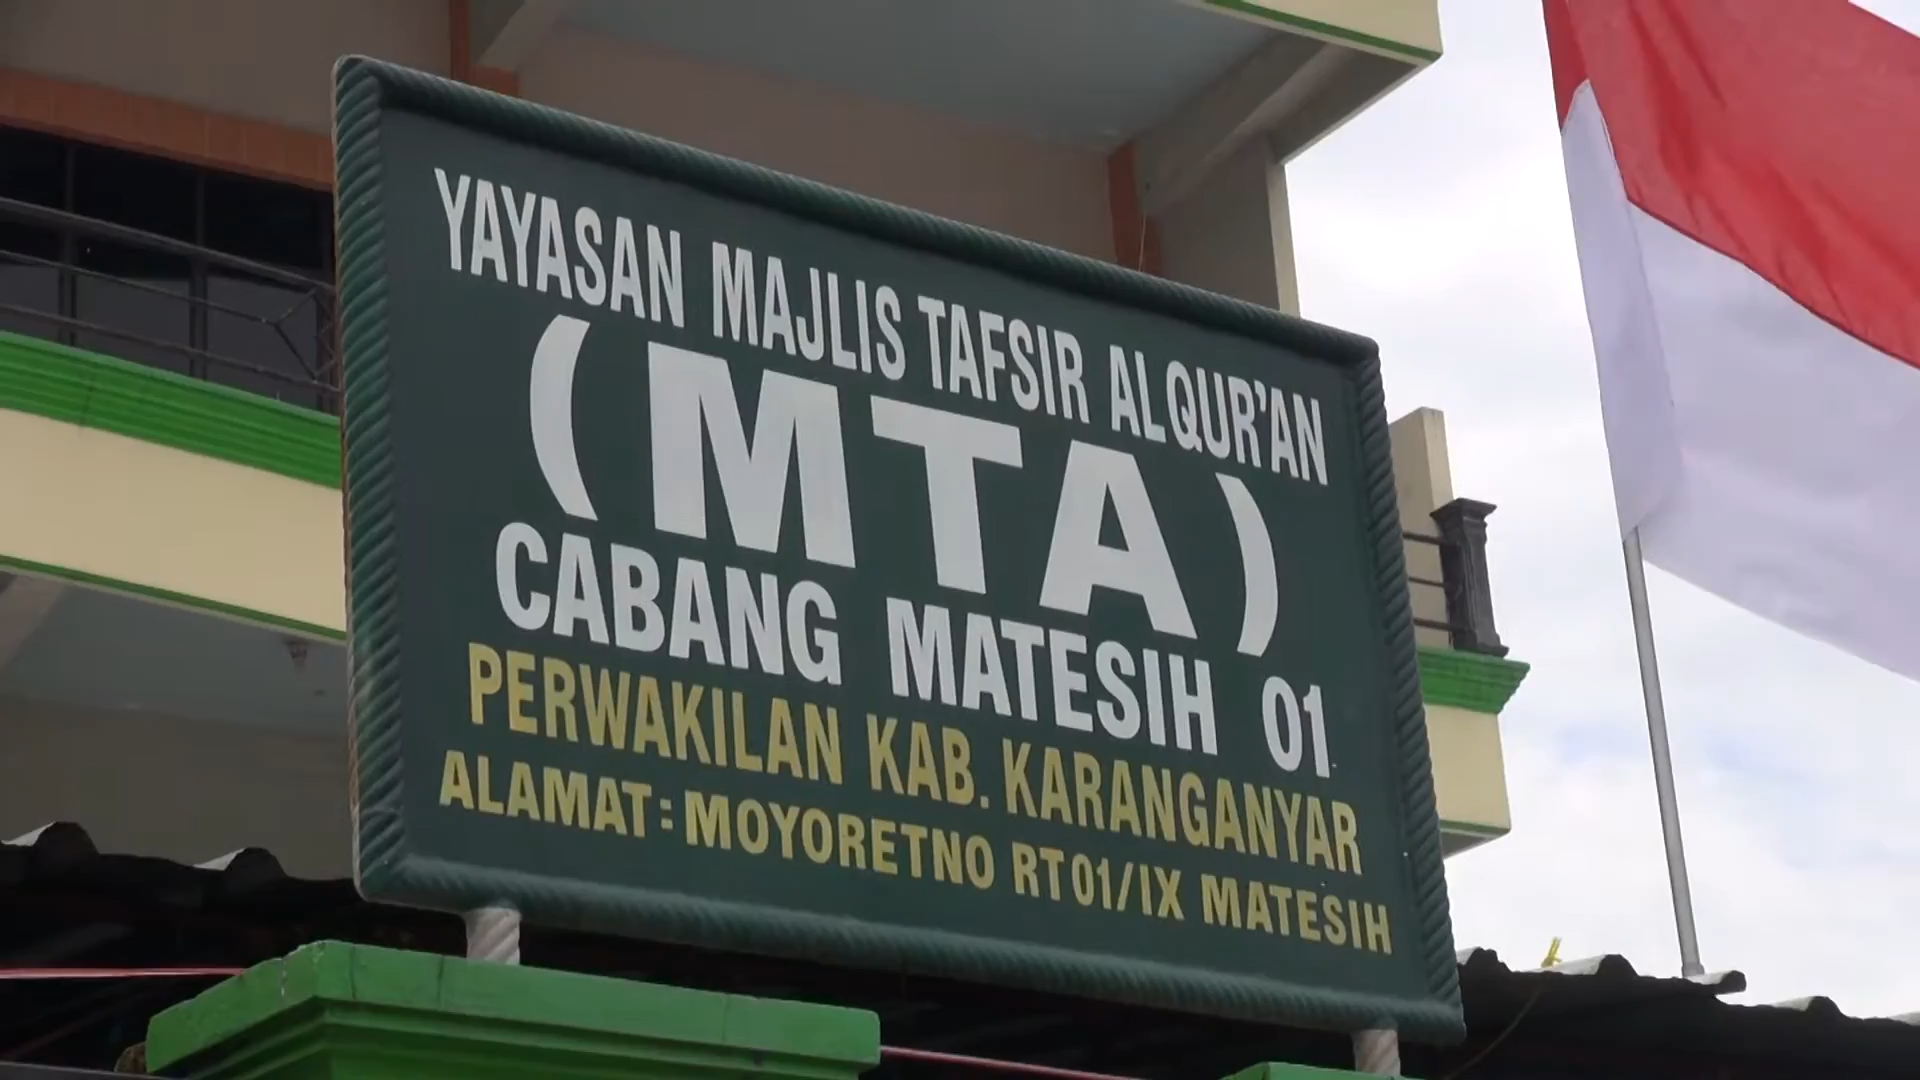 YAYASAN MAJLIS TAFSIR ALQUR'AN
(MTA)
CABANG MATESIH 01
PERWAKILAN KAB. KARANGANYAR
ALAMAT: MOYORETNO RT01/IX MATESIH